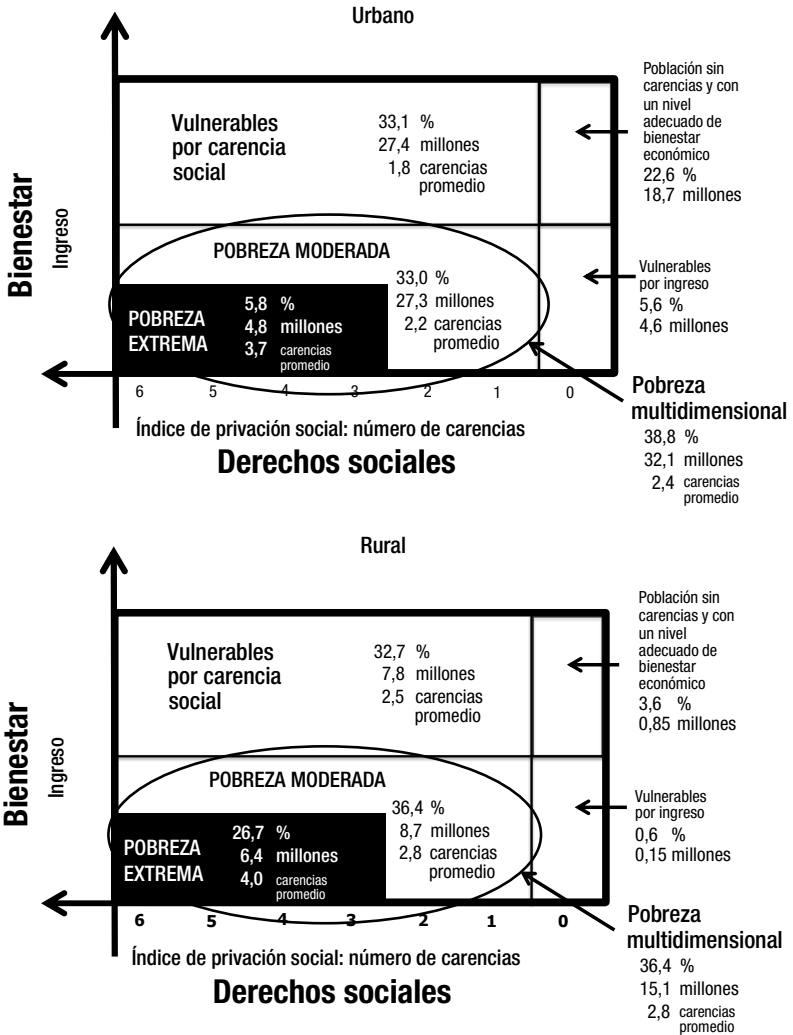 Urbano
Bienestar
Ingreso
Vulnerables
por carencia
social
33,1 %
27,4 millones
1,8 carencias
promedio
Población sin
carencias y con
un nivel
adecuado de
bienestar
económico
22,6 %
18,7 millones
POBREZA MODERADA
33,0 %
27,3 millones
2,2 carencias
promedio
POBREZA
EXTREMA
5,8 %
4,8 millones
3,7 carencias
promedio
Vulnerables
por ingreso
5,6 %
4,6 millones
6 5 4 3 2 1 0
Pobreza
multidimensional
38,8 %
32,1 millones
2,4 carencias
promedio
Índice de privación social: número de carencias
Derechos sociales
Rural
Bienestar
Ingreso
Vulnerables
por carencia
social
32,7 %
7,8 millones
2,5 carencias
promedio
Población sin
carencias y con
un nivel
adecuado de
bienestar
económico
3,6 %
0,85 millones
POBREZA MODERADA
36,4 %
8,7 millones
2,8 carencias
promedio
POBREZA
EXTREMA
26,7 %
6,4 millones
4,0 carencias
promedio
Vulnerables
por ingreso
0,6 %
0,15 millones
6 5 4 3 2 1 0
Pobreza
multidimensional
36,4 %
15,1 millones
2,8 carencias
promedio
Índice de privación social: número de carencias
Derechos sociales